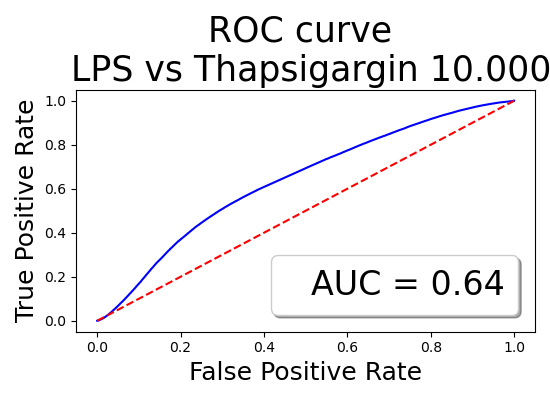 ROC curve
LPS vs Thapsigargin 10.000
True Positive Rate
1.0
0.8
0.6
0.4
0.2
0.0
AUC = 0.64
0.0 0.2 0.4 0.6 0.8 1.0
False Positive Rate